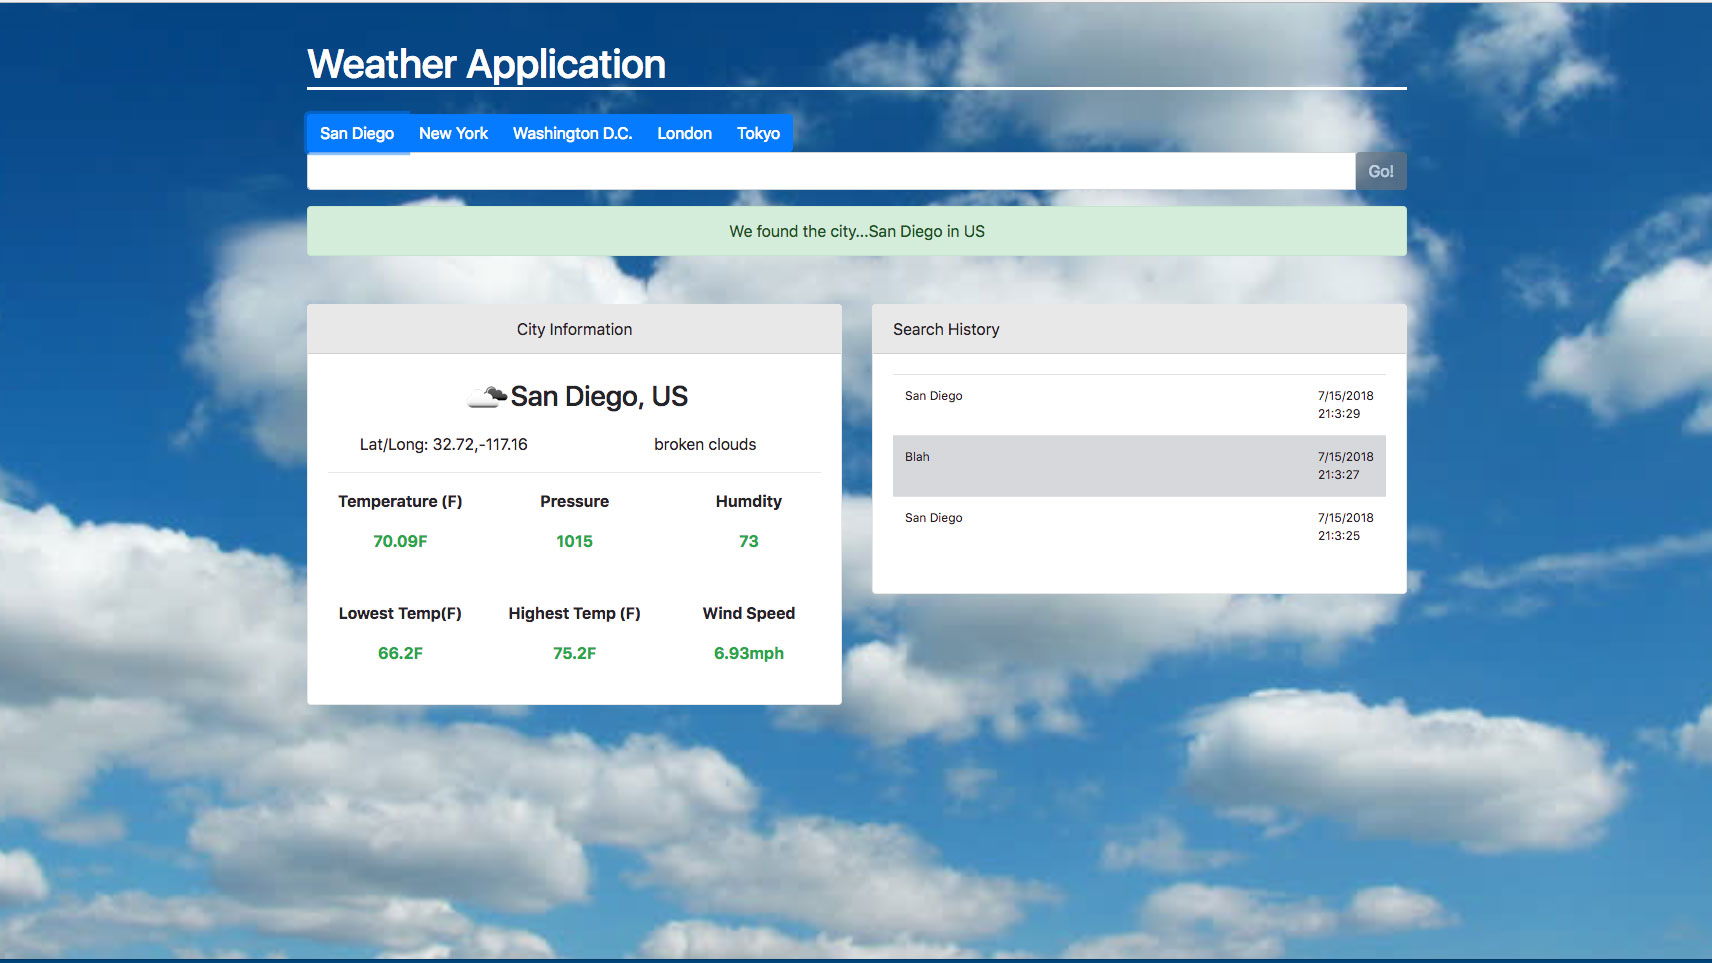 Weather Application
San Diego New York Washington D.C. London Tokyo
Go!
We found the city...San Diego in US
City Information
San Diego, US
Lat/Long: 32.72,-117.16 broken clouds
Temperature (F) Pressure Humdity
70.09F 1015 73
Lowest Temp(F) Highest Temp (F) Wind Speed
66.2F 75.2F 6.93mph
Search History
San Diego 7/15/2018
21:3:29
Blah 7/15/2018
21:3:27
San Diego 7/15/2018
21:3:25